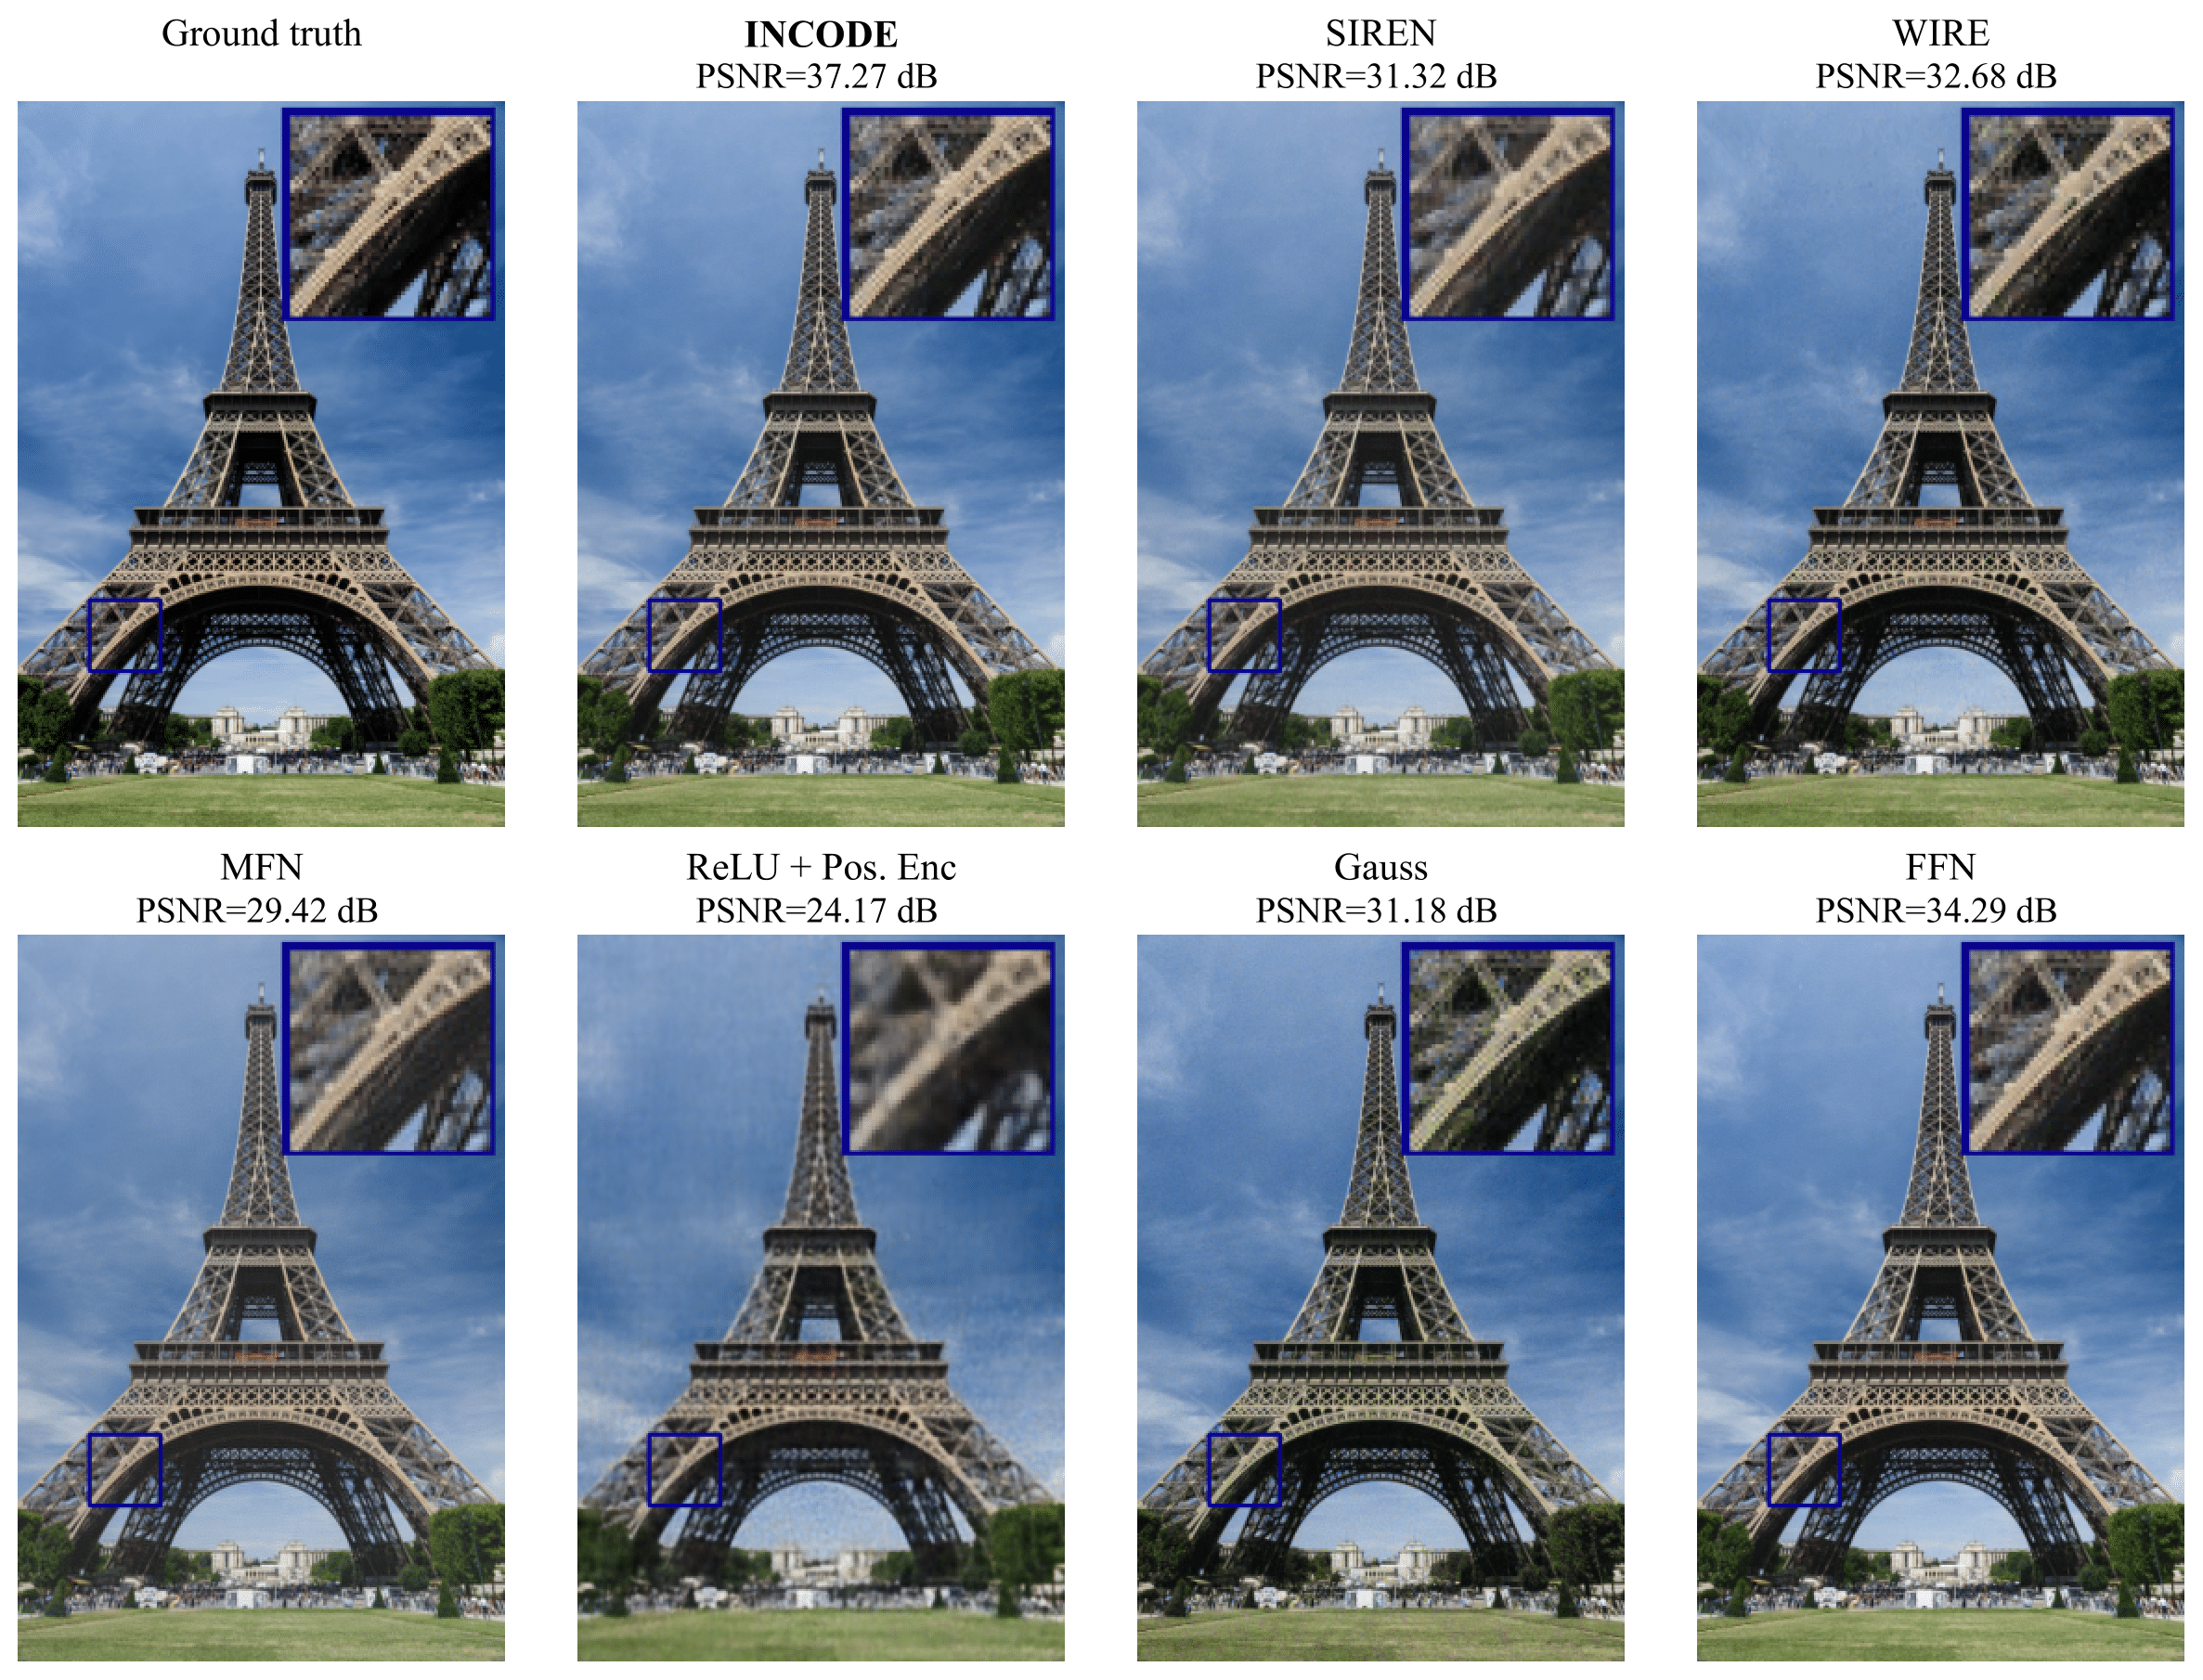 Ground truth
INCODE
PSNR=37.27 dB
SIREN
PSNR=31.32 dB
WIRE
PSNR=32.68 dB
MFN
PSNR=29.42 dB
ReLU + Pos. Enc
PSNR=24.17 dB
Gauss
PSNR=31.18 dB
FFN
PSNR=34.29 dB